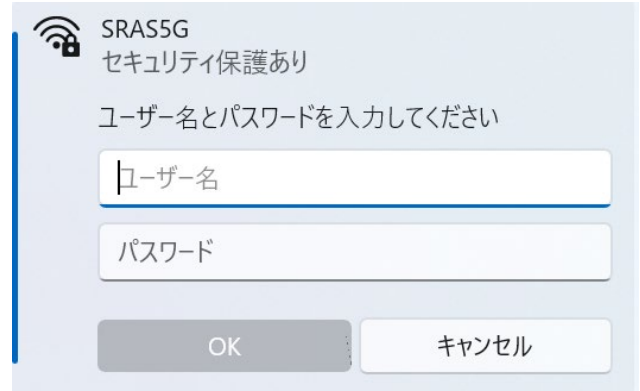 SRAS5G
セキュリティ保護あり
ユーザー名とパスワードを入力してください
ユーザー名
パスワード
OK
キャンセル